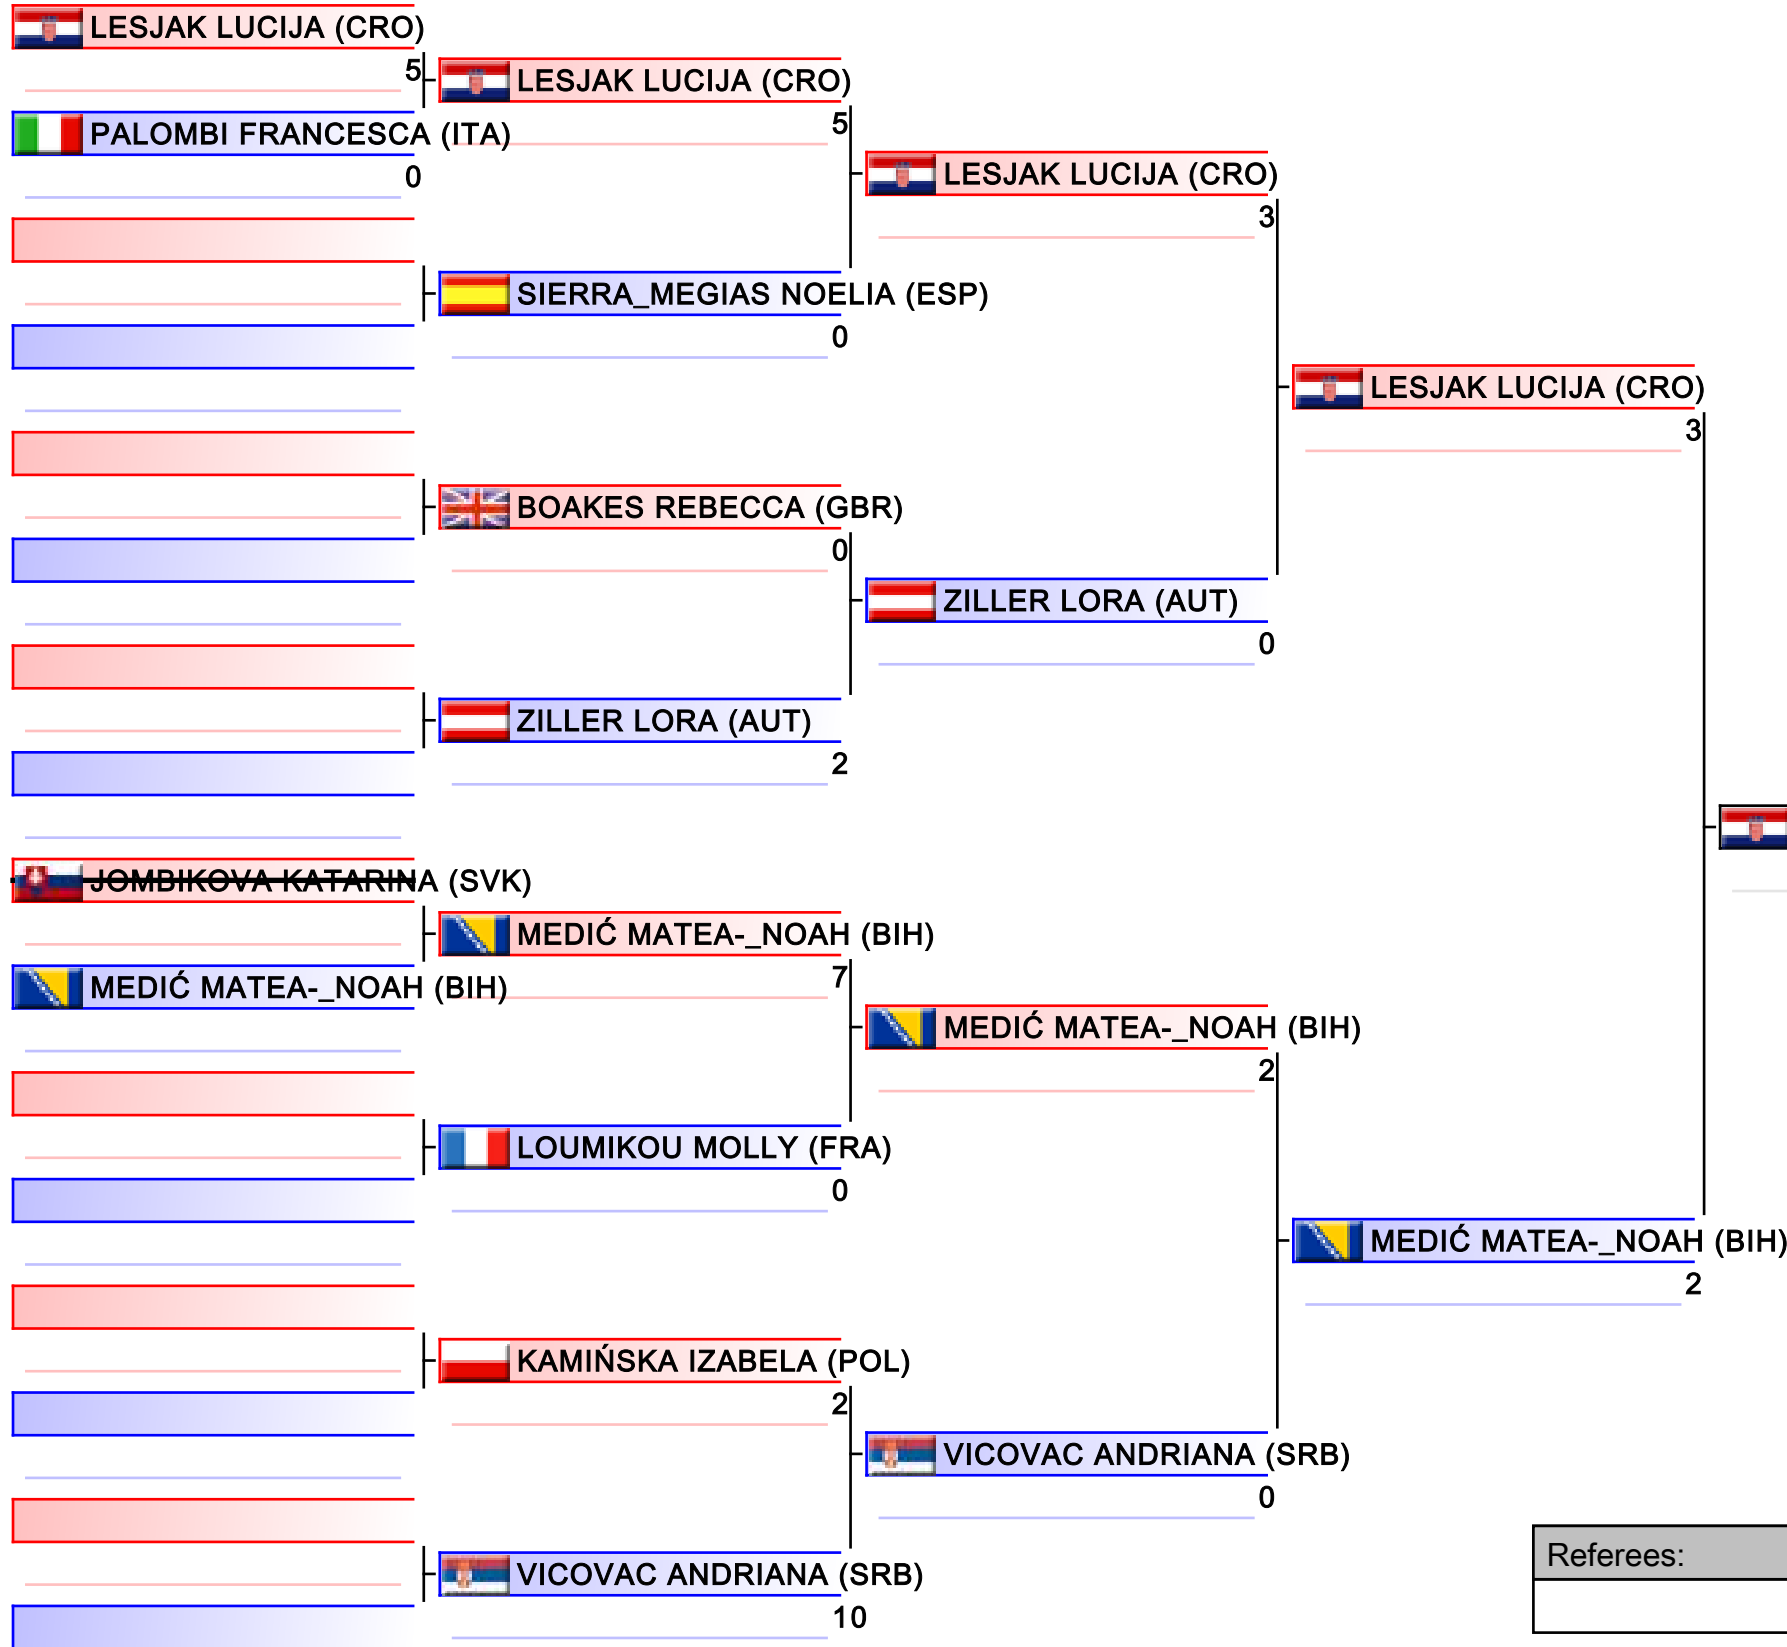 LESJAK LUCIJA (CRO)
5
LESJAK LUCIJA (CRO)
5
PALOMBI FRANCESCA (ITA)
0
LESJAK LUCIJA (CRO)
3
SIERRA_MEGIAS NOELIA (ESP)
0
LESJAK LUCIJA (CRO)
3
BOAKES REBECCA (GBR)
0
ZILLER LORA (AUT)
0
ZILLER LORA (AUT)
2
JOMBIKOVA KATARINA (SVK)
MEDIĆ MATEA-_NOAH (BIH)
7
MEDIĆ MATEA-_NOAH (BIH)
MEDIĆ MATEA-_NOAH (BIH)
2
LOUMIKOU MOLLY (FRA)
0
MEDIĆ MATEA-_NOAH (BIH)
2
KAMIŃSKA IZABELA (POL)
2
VICOVAC ANDRIANA (SRB)
0
VICOVAC ANDRIANA (SRB)
10
Referees: